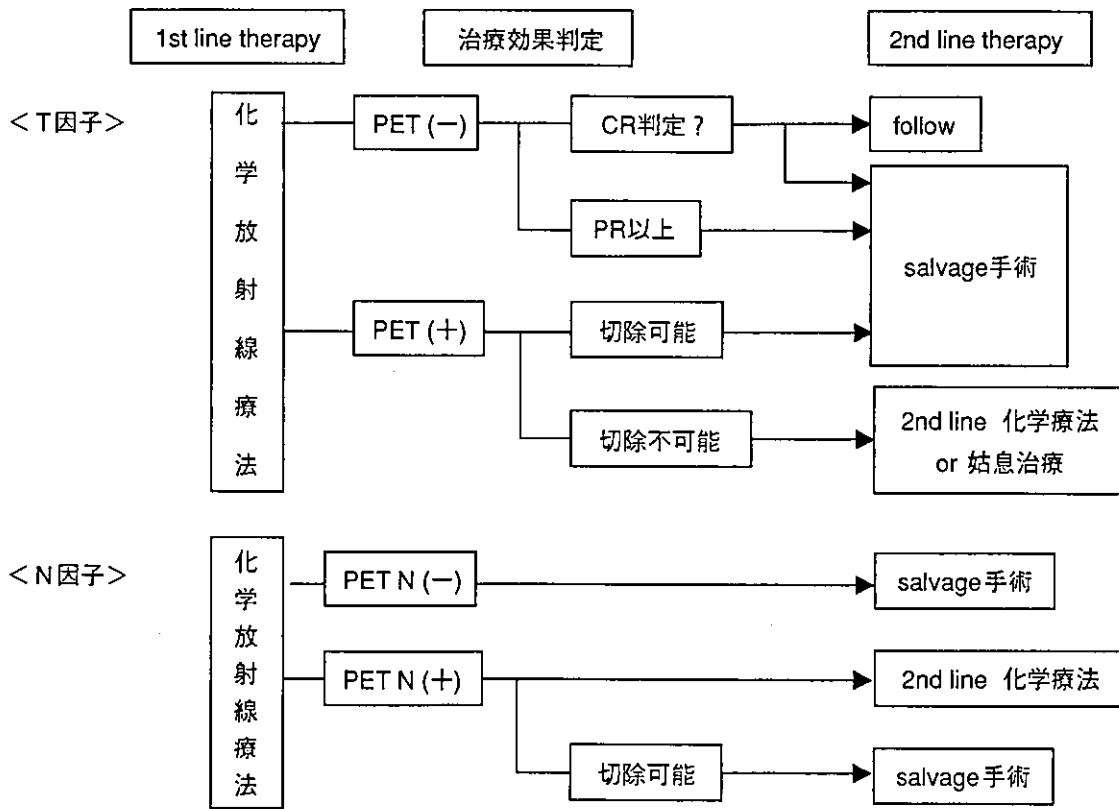 1st line therapy
治療効果判定
2nd line therapy
＜T因子＞
化学放射線療法
PET (－)
CR判定？
follow
PR以上
salvage手術
PET (＋)
切除可能
切除不可能
2nd line 化学療法
or 姑息治療
＜N因子＞
化学放射線療法
PET N (－)
salvage手術
PET N (＋)
2nd line 化学療法
切除可能
salvage手術